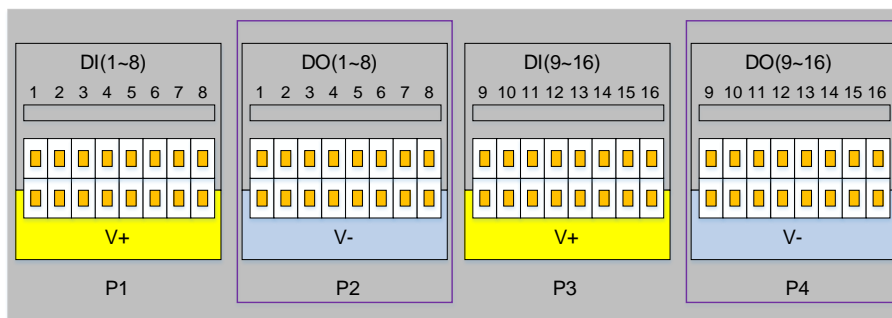 DI(1~8) DO(1~8) DI(9~16) DO(9~16)
1 2 3 4 5 6 7 8 1 2 3 4 5 6 7 8 9 10 11 12 13 14 15 16 9 10 11 12 13 14 15 16
V+ V- V+ V-
P1 P2 P3 P4